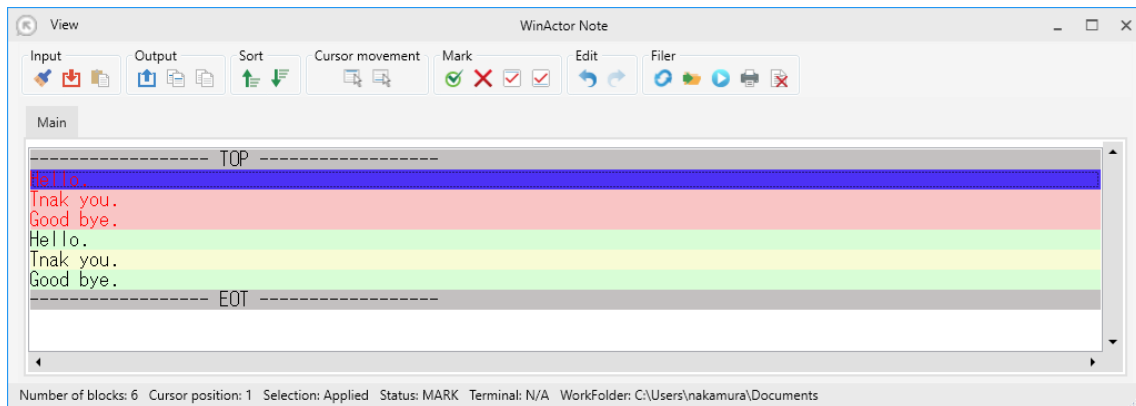 View WinActor Note
Input Output Sort Cursor movement Mark Edit Filer
Main
------------------ TOP ------------------
Hello.
Tnak you.
Good bye.
Hello.
Tnak you.
Good bye.
------------------ EOT ------------------
Number of blocks: 6 Cursor position: 1 Selection: Applied Status: MARK Terminal: N/A WorkFolder: C:\Users\nakamura\Documents